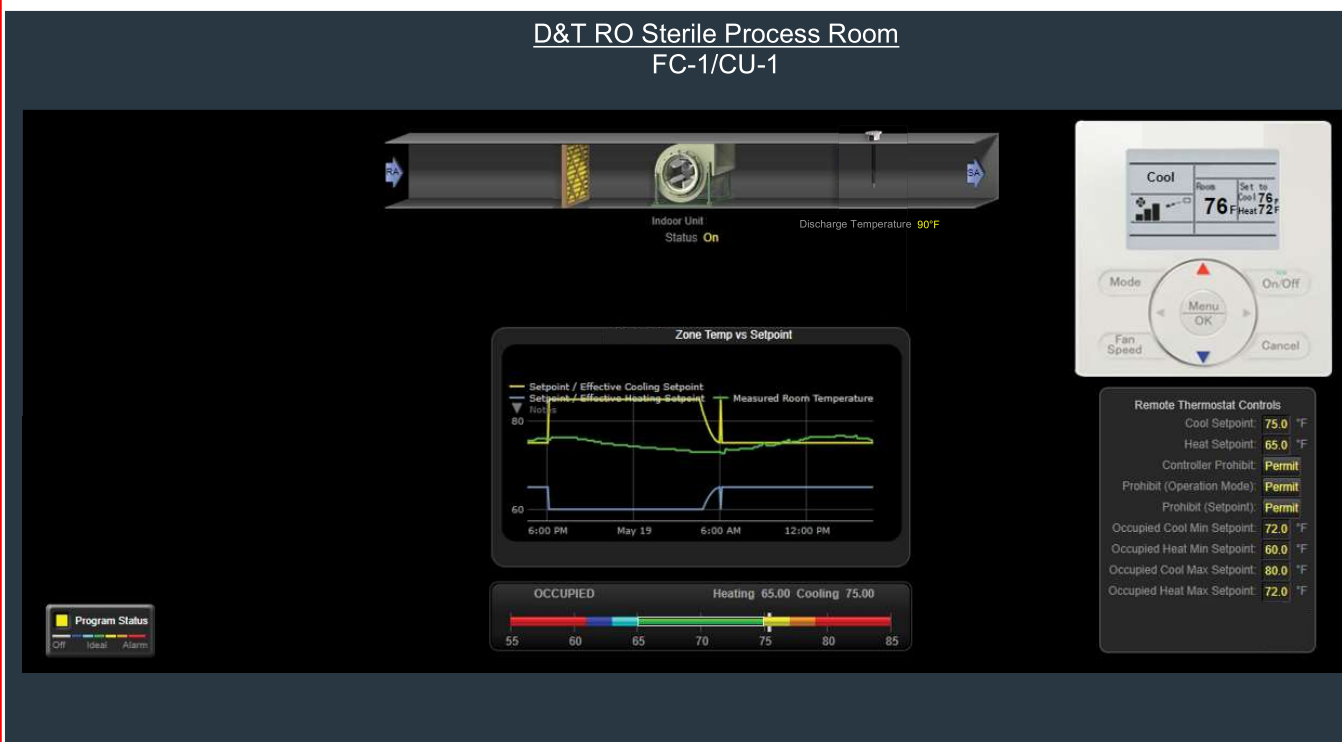 D&T RO Sterile Process Room
FC-1/CU-1
RA
SA
Indoor Unit
Status On
Discharge Temperature 90°F
Cool
Room
76F
Set to
Cool 76F
Heat 72F
Mode
On/Off
Menu
OK
Fan
Speed
Cancel
Zone Temp vs Setpoint
Setpoint / Effective Cooling Setpoint
Setpoint / Effective Heating Setpoint
Measured Room Temperature
Notes
80
60
6:00 PM
May 19
6:00 AM
12:00 PM
OCCUPIED
Heating 65.00 Cooling 75.00
55 60 65 70 75 80 85
Remote Thermostat Controls
Cool Setpoint: 75.0 °F
Heat Setpoint: 65.0 °F
Controller Prohibit: Permit
Prohibit (Operation Mode): Permit
Prohibit (Setpoint): Permit
Occupied Cool Min Setpoint: 72.0 °F
Occupied Heat Min Setpoint: 60.0 °F
Occupied Cool Max Setpoint: 80.0 °F
Occupied Heat Max Setpoint: 72.0 °F
Program Status
Off Ideal Alarm